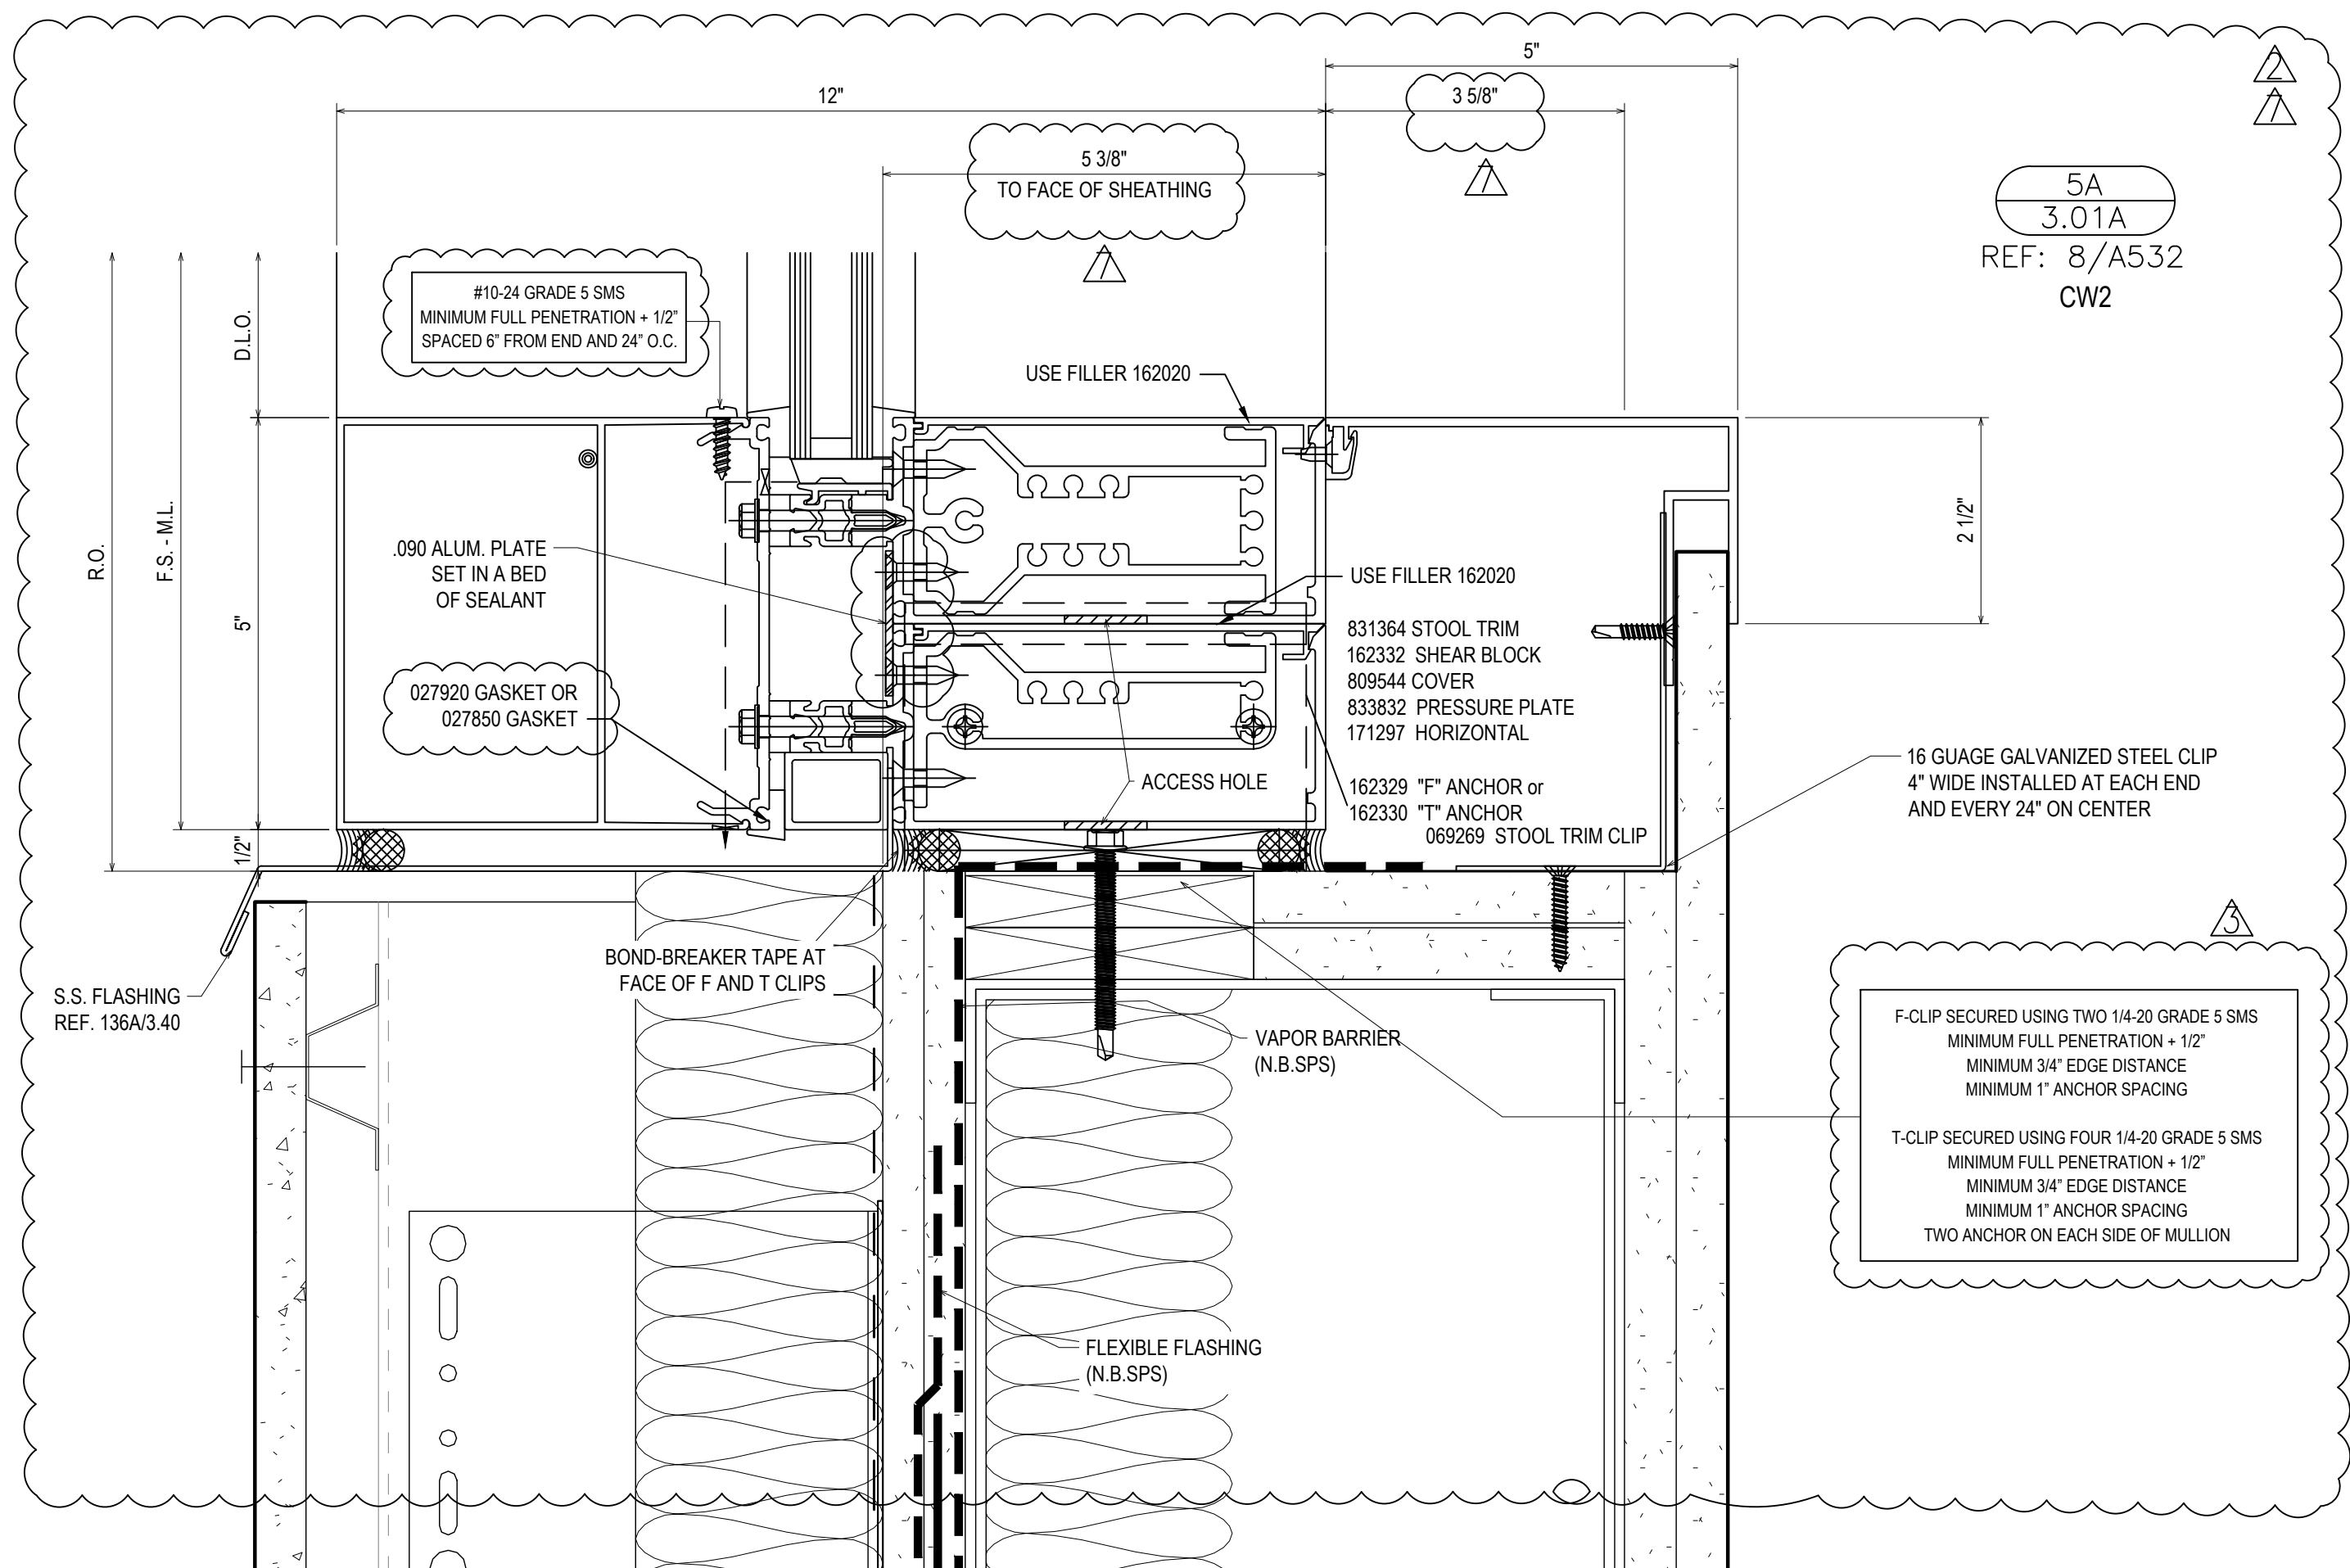 5"
2
12"
3 5/8"
7
5 3/8"
TO FACE OF SHEATHING
7
7
5A
3.01A
REF: 8/A532
CW2
#10-24 GRADE 5 SMS
MINIMUM FULL PENETRATION + 1/2"
SPACED 6" FROM END AND 24" O.C.
D.L.O.
F.S. - M.L.
R.O.
5"
1/2"
2 1/2"
USE FILLER 162020
.090 ALUM. PLATE
SET IN A BED
OF SEALANT
USE FILLER 162020
831364 STOOL TRIM
162332 SHEAR BLOCK
809544 COVER
833832 PRESSURE PLATE
171297 HORIZONTAL
027920 GASKET OR
027850 GASKET
ACCESS HOLE
162329 "F" ANCHOR or
162330 "T" ANCHOR
069269 STOOL TRIM CLIP
16 GUAGE GALVANIZED STEEL CLIP
4" WIDE INSTALLED AT EACH END
AND EVERY 24" ON CENTER
BOND-BREAKER TAPE AT
FACE OF F AND T CLIPS
S.S. FLASHING
REF. 136A/3.40
VAPOR BARRIER
(N.B.SPS)
3
F-CLIP SECURED USING TWO 1/4-20 GRADE 5 SMS
MINIMUM FULL PENETRATION + 1/2"
MINIMUM 3/4" EDGE DISTANCE
MINIMUM 1" ANCHOR SPACING
T-CLIP SECURED USING FOUR 1/4-20 GRADE 5 SMS
MINIMUM FULL PENETRATION + 1/2"
MINIMUM 3/4" EDGE DISTANCE
MINIMUM 1" ANCHOR SPACING
TWO ANCHOR ON EACH SIDE OF MULLION
FLEXIBLE FLASHING
(N.B.SPS)